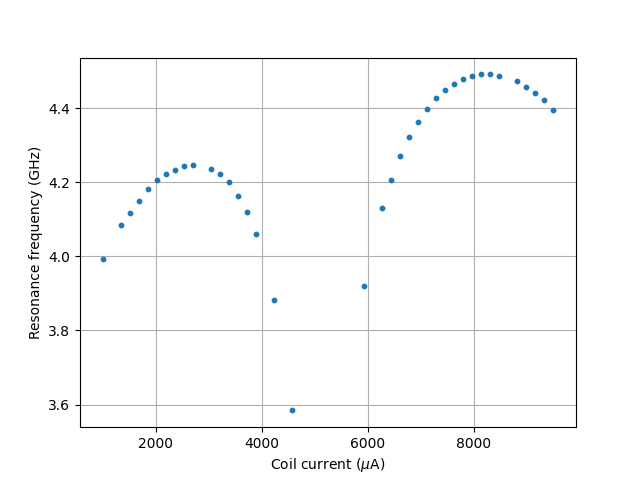 4.4
4.2
4.0
3.8
3.6
2000 4000 6000 8000
Resonance frequency (GHz)
Coil current (μA)